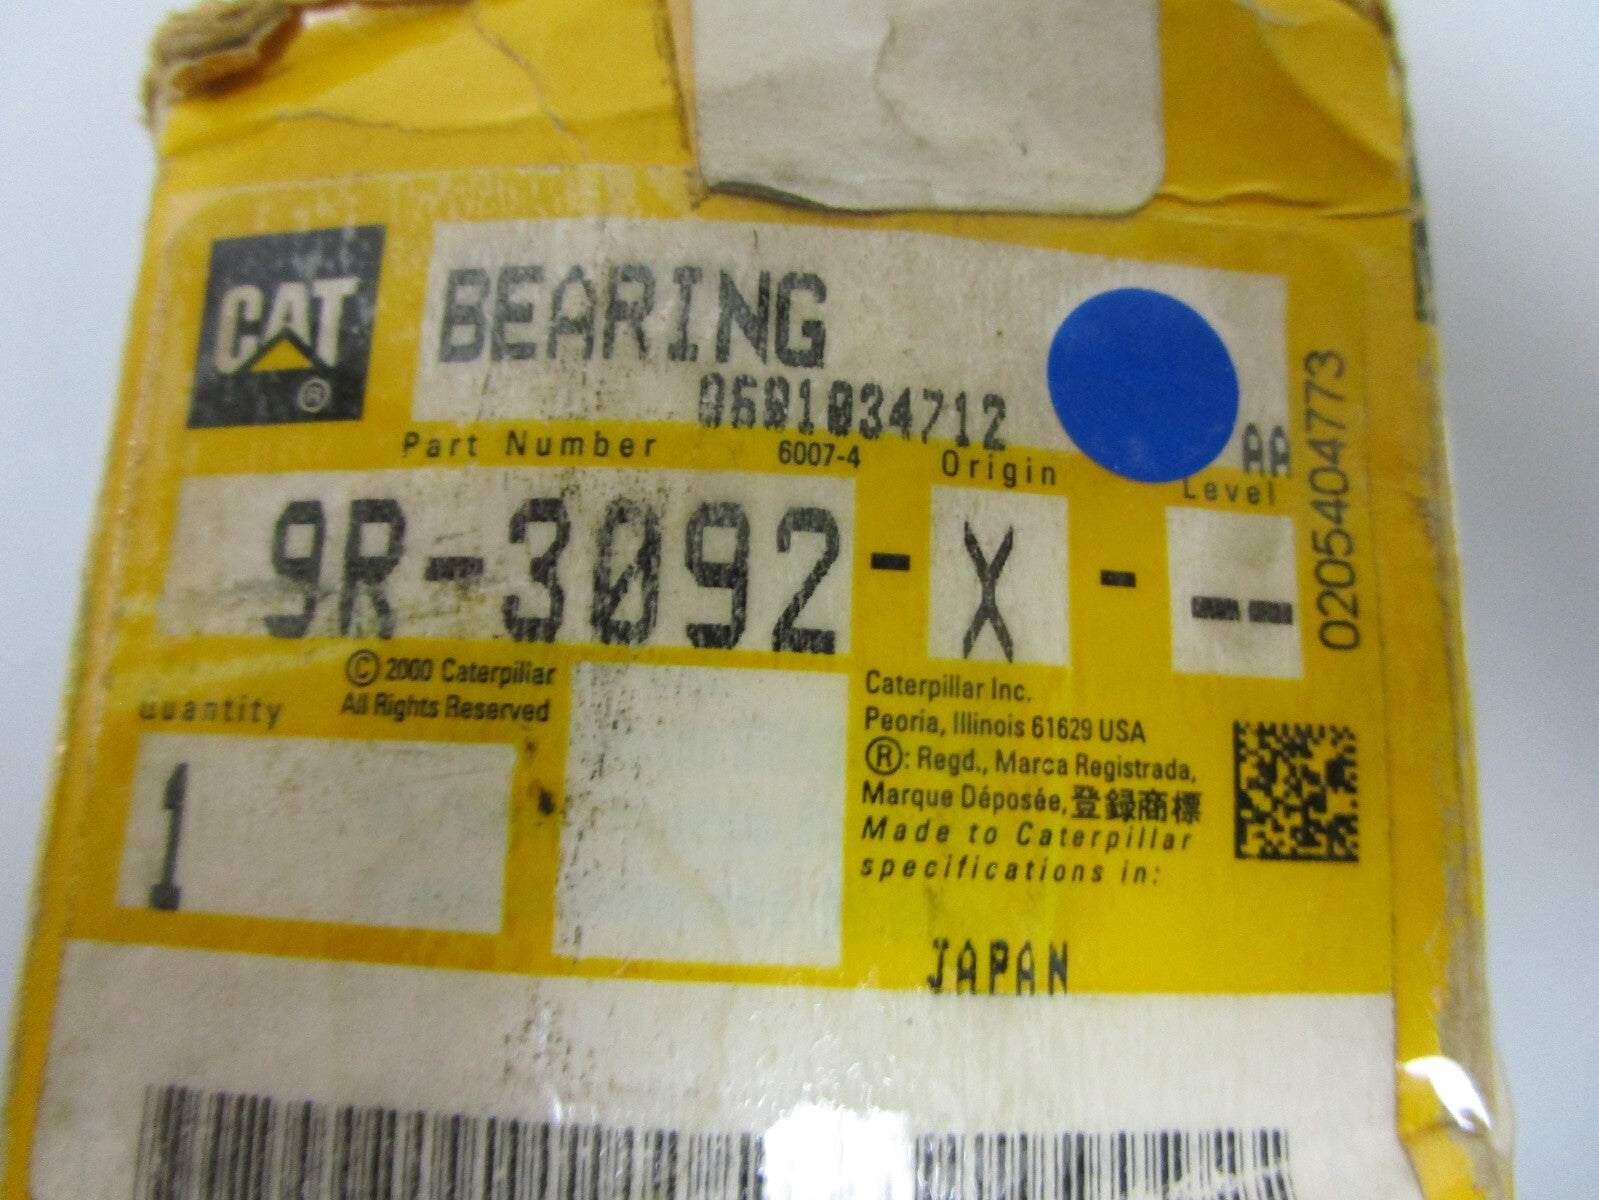 CAT
®
BEARING
0601034712
AA
Part Number 6007-4 Origin Level
9R-3092 - X - --
0205404773
Quantity
© 2000 Caterpillar
All Rights Reserved
1
Caterpillar Inc.
Peoria, Illinois 61629 USA
®: Regd., Marca Registrada,
Marque Déposée, 登録商標
Made to Caterpillar
specifications in:
JAPAN